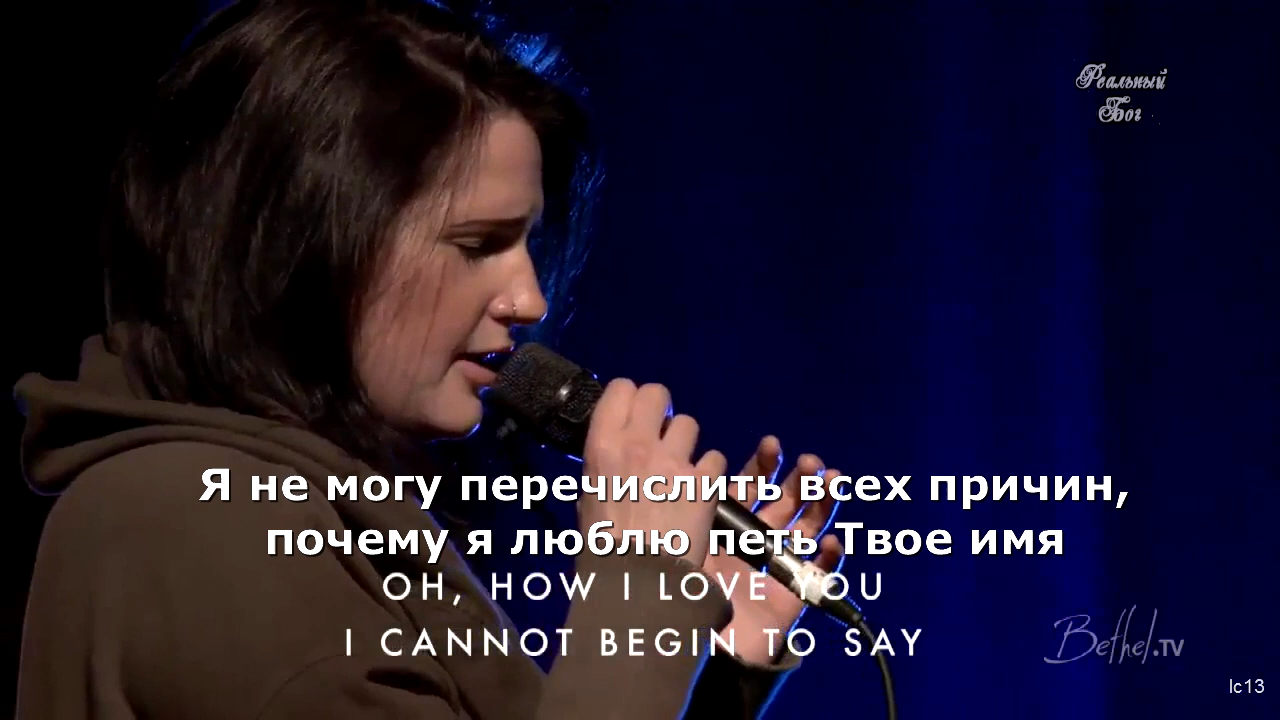 Реальный
Бог
Я не могу перечислить всех причин,
почему я люблю петь Твое имя
OH, HOW I LOVE YOU
I CANNOT BEGIN TO SAY
Bethel.TV
lc13